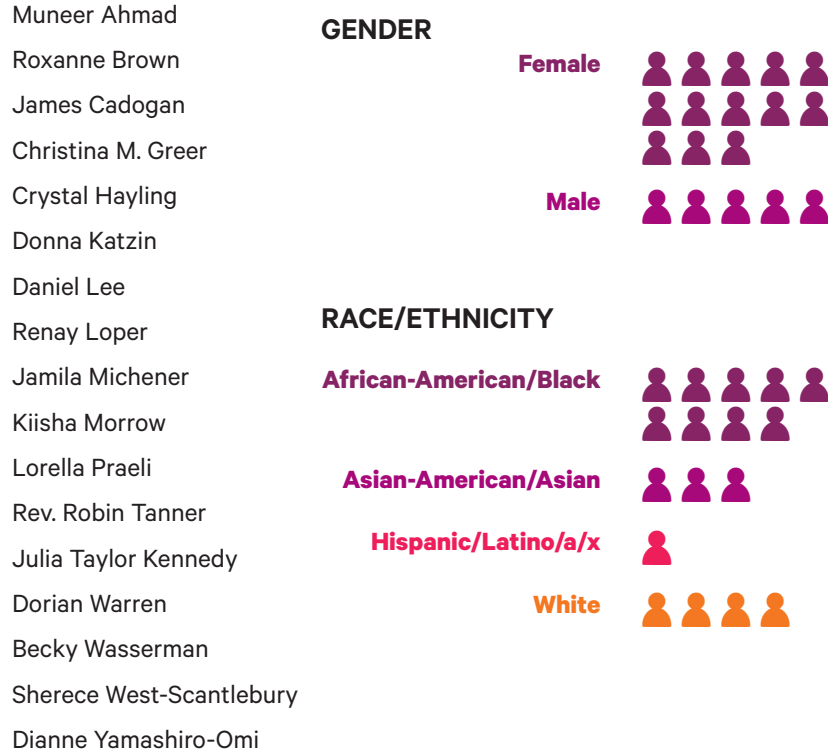 Muneer Ahmad
Roxanne Brown
James Cadogan
Christina M. Greer
Crystal Hayling
Donna Katzin
Daniel Lee
Renay Loper
Jamila Michener
Kiisha Morrow
Lorella Praeli
Rev. Robin Tanner
Julia Taylor Kennedy
Dorian Warren
Becky Wasserman
Sherece West-Scantlebury
Dianne Yamashiro-Omi
GENDER
Female
Male
RACE/ETHNICITY
African-American/Black
Asian-American/Asian
Hispanic/Latino/a/x
White